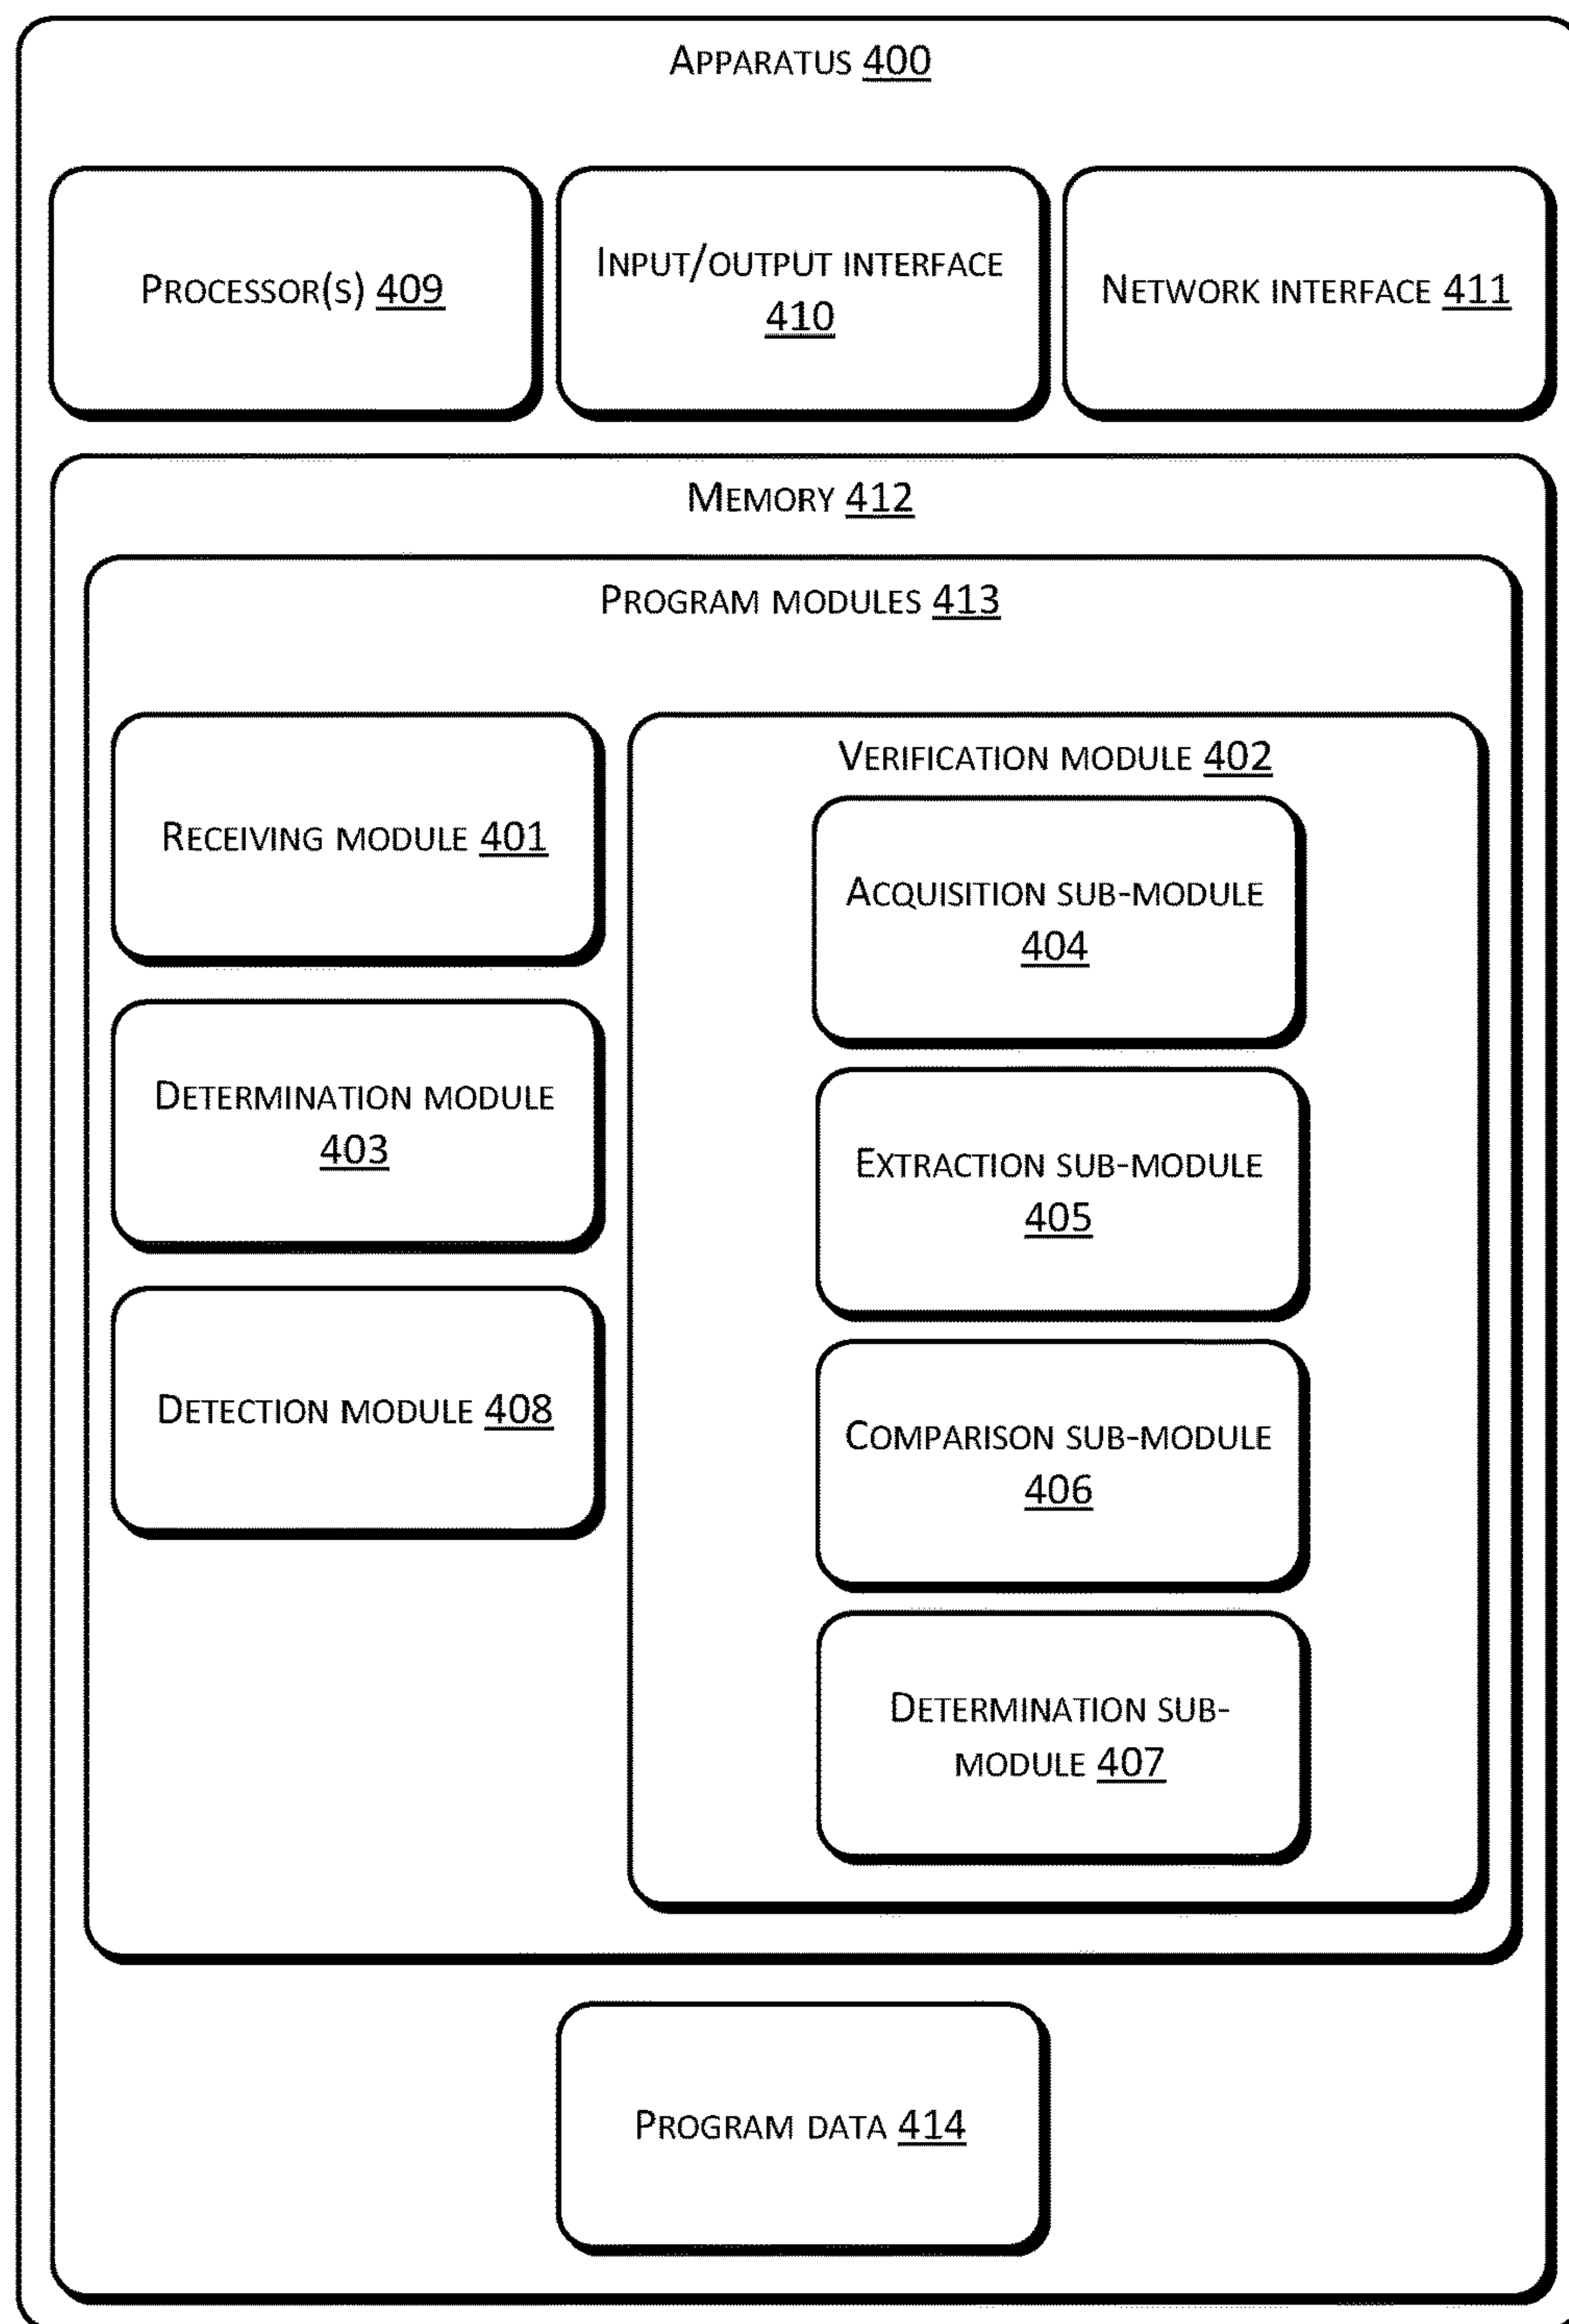 APPARATUS 400
PROCESSOR(S) 409
INPUT/OUTPUT INTERFACE
410
NETWORK INTERFACE 411
MEMORY 412
PROGRAM MODULES 413
RECEIVING MODULE 401
DETERMINATION MODULE
403
DETECTION MODULE 408
VERIFICATION MODULE 402
ACQUISITION SUB-MODULE
404
EXTRACTION SUB-MODULE
405
COMPARISON SUB-MODULE
406
DETERMINATION SUB-
MODULE 407
PROGRAM DATA 414